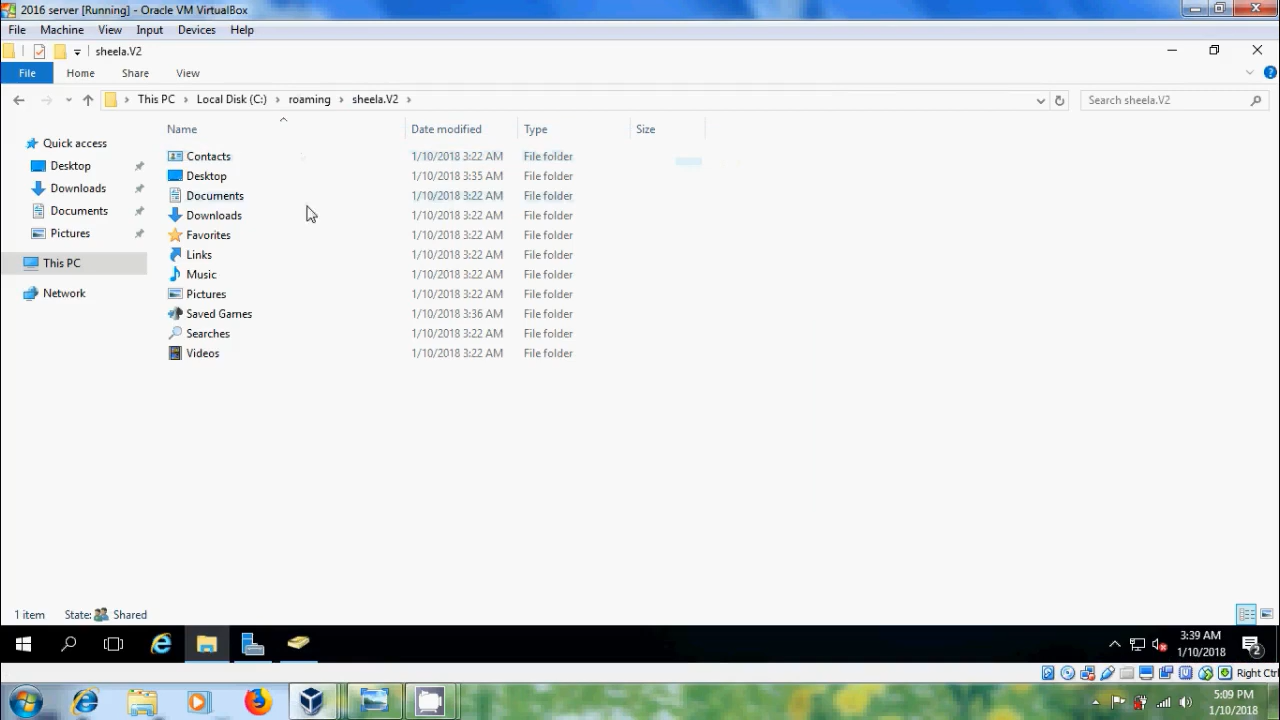 2016 server [Running] - Oracle VM VirtualBox
File Machine View Input Devices Help
sheela.V2
File Home Share View
This PC Local Disk (C:) roaming sheela.V2
Search sheela.V2
Name Date modified Type Size
Quick access
Desktop
Downloads
Documents
Pictures
This PC
Network
Contacts 1/10/2018 3:22 AM File folder
Desktop 1/10/2018 3:35 AM File folder
Documents 1/10/2018 3:22 AM File folder
Downloads 1/10/2018 3:22 AM File folder
Favorites 1/10/2018 3:22 AM File folder
Links 1/10/2018 3:22 AM File folder
Music 1/10/2018 3:22 AM File folder
Pictures 1/10/2018 3:22 AM File folder
Saved Games 1/10/2018 3:36 AM File folder
Searches 1/10/2018 3:22 AM File folder
Videos 1/10/2018 3:22 AM File folder
1 item State: Shared
3:39 AM
1/10/2018
2
Right Ctrl
5:09 PM
1/10/2018